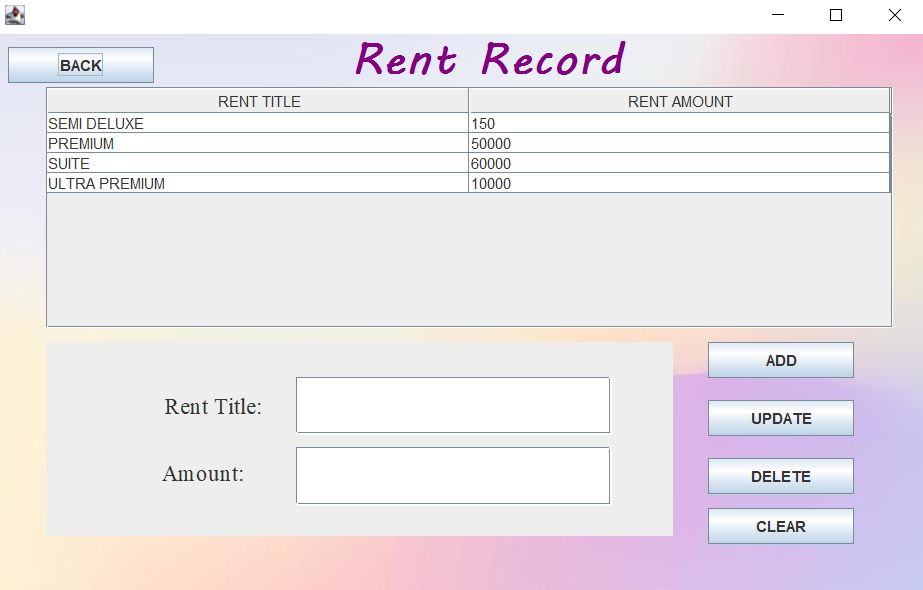 BACK
Rent Record
RENT TITLE RENT AMOUNT
SEMI DELUXE 150
PREMIUM 50000
SUITE 60000
ULTRA PREMIUM 10000
ADD
Rent Title:
UPDATE
Amount:
DELETE
CLEAR